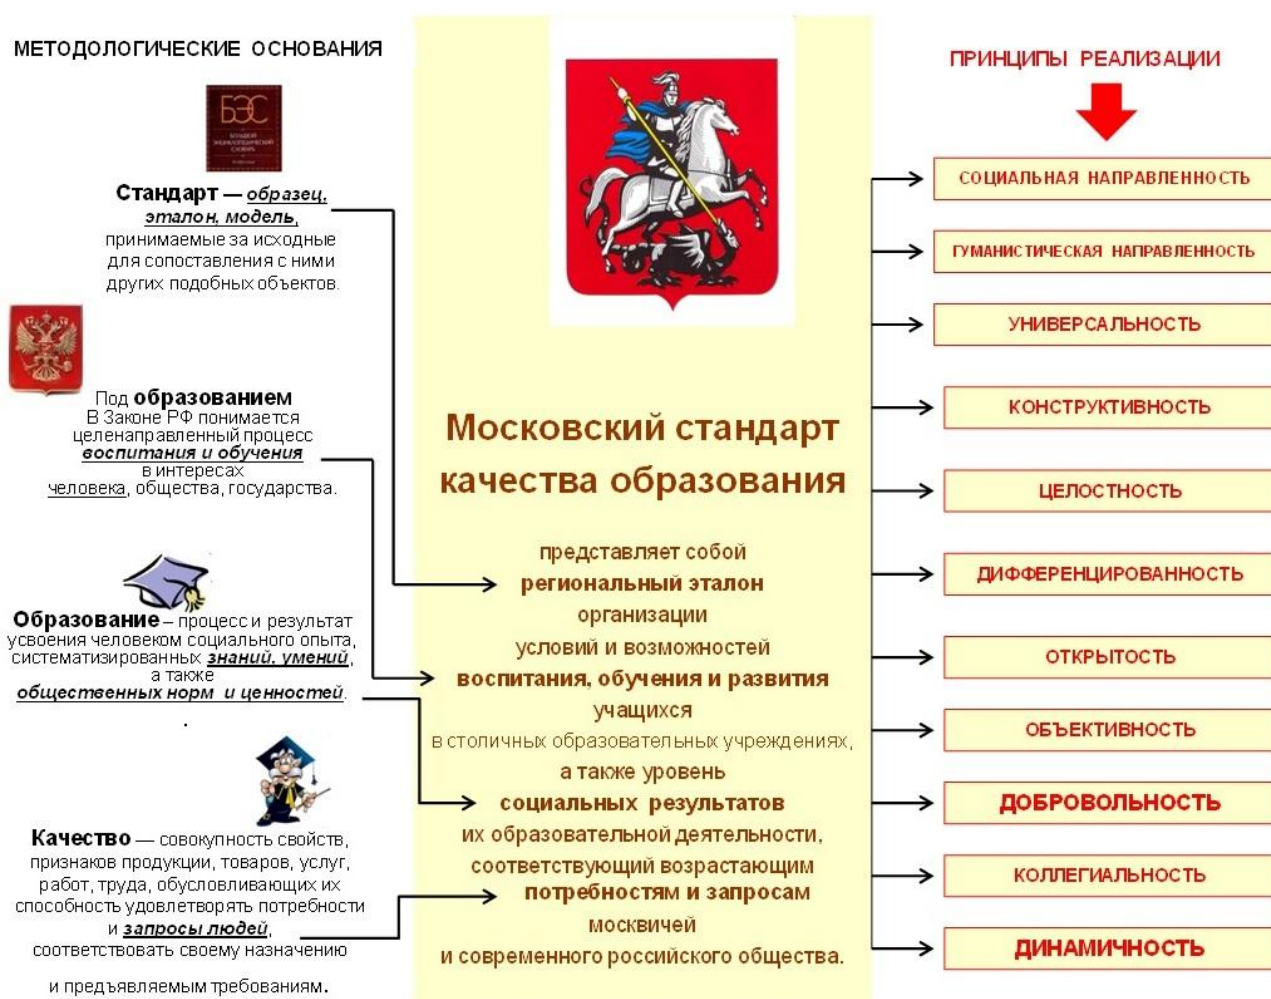 МЕТОДОЛОГИЧЕСКИЕ ОСНОВАНИЯ
БЭС
БОЛЬШОЙ
ЭНЦИКЛОПЕДИЧЕСКИЙ
СЛОВАРЬ
Стандарт — образец,
эталон, модель,
принимаемые за исходные
для сопоставления с ними
других подобных объектов.
Под образованием
В Законе РФ понимается
целенаправленный процесс
воспитания и обучения
в интересах
человека, общества, государства.
Образование – процесс и результат
усвоения человеком социального опыта,
систематизированных знаний, умений,
а также
общественных норм и ценностей.
.
Качество — совокупность свойств,
признаков продукции, товаров, услуг,
работ, труда, обусловливающих их
способность удовлетворять потребности
и запросы людей,
соответствовать своему назначению
и предъявляемым требованиям.
Московский стандарт
качества образования
представляет собой
региональный эталон
организации
условий и возможностей
воспитания, обучения и развития
учащихся
в столичных образовательных учреждениях,
а также уровень
социальных результатов
их образовательной деятельности,
соответствующий возрастающим
потребностям и запросам
москвичей
и современного российского общества.
ПРИНЦИПЫ РЕАЛИЗАЦИИ
СОЦИАЛЬНАЯ НАПРАВЛЕННОСТЬ
ГУМАНИСТИЧЕСКАЯ НАПРАВЛЕННОСТЬ
УНИВЕРСАЛЬНОСТЬ
КОНСТРУКТИВНОСТЬ
ЦЕЛОСТНОСТЬ
ДИФФЕРЕНЦИРОВАННОСТЬ
ОТКРЫТОСТЬ
ОБЪЕКТИВНОСТЬ
ДОБРОВОЛЬНОСТЬ
КОЛЛЕГИАЛЬНОСТЬ
ДИНАМИЧНОСТЬ